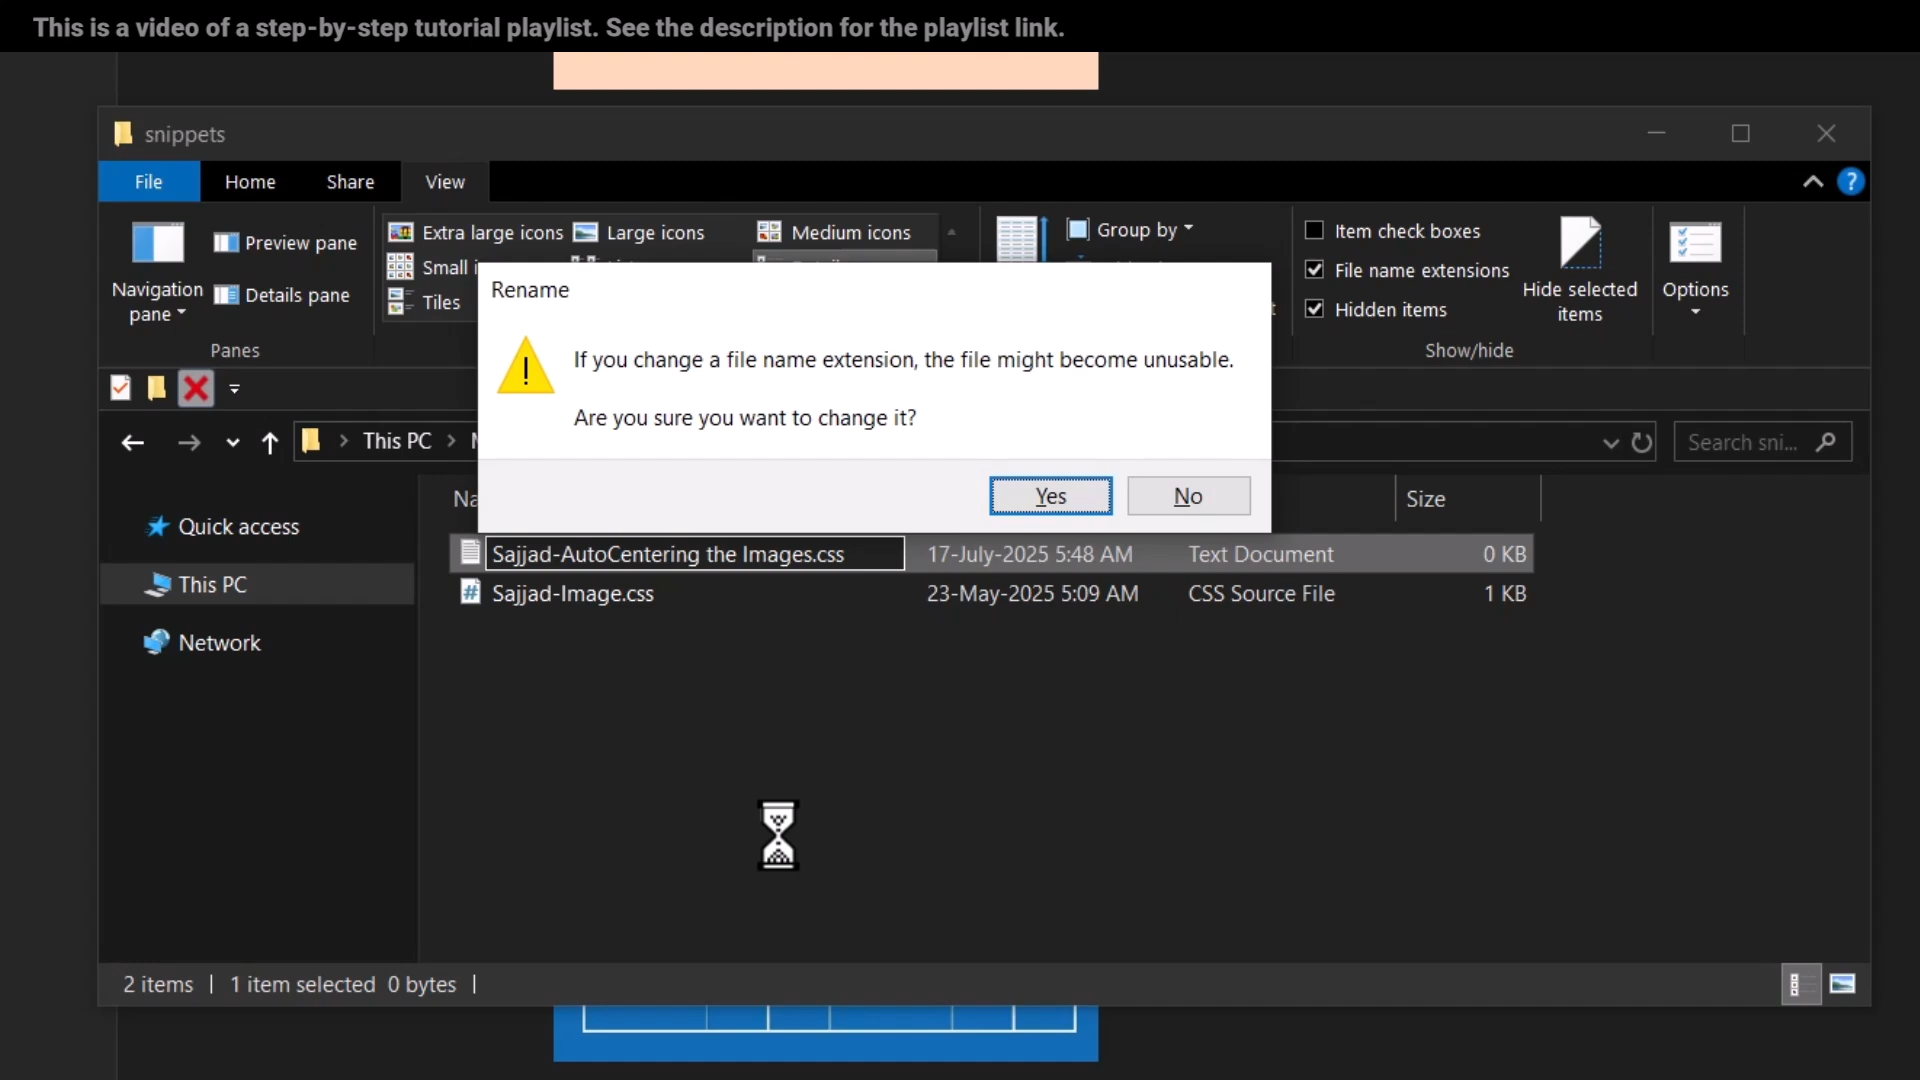 This is a video of a step-by-step tutorial playlist. See the description for the playlist link.
snippets
File Home Share View
?
Navigation pane
Preview pane
Details pane
Panes
Extra large icons Large icons Medium icons
Small
Tiles
Group by
Item check boxes
File name extensions
Hidden items
Hide selected items
Options
Show/hide
Rename
If you change a file name extension, the file might become unusable.
Are you sure you want to change it?
Yes No
This PC
Search sni...
Quick access
This PC
Network
Size
Sajjad-AutoCentering the Images.css 17-July-2025 5:48 AM Text Document 0 KB
Sajjad-Image.css 23-May-2025 5:09 AM CSS Source File 1 KB
2 items 1 item selected 0 bytes